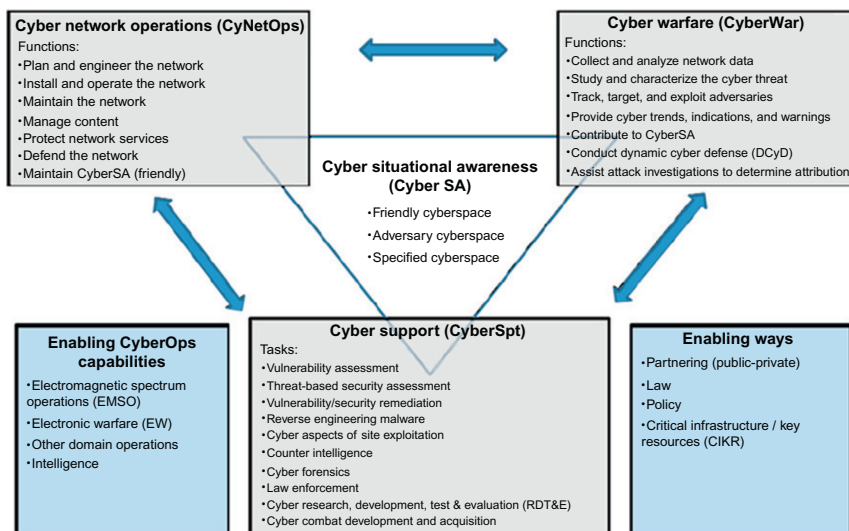 Cyber network operations (CyNetOps)
Functions:
•Plan and engineer the network
•Install and operate the network
•Maintain the network
•Manage content
•Protect network services
•Defend the network
•Maintain CyberSA (friendly)
Cyber warfare (CyberWar)
Functions:
•Collect and analyze network data
•Study and characterize the cyber threat
•Track, target, and exploit adversaries
•Provide cyber trends, indications, and warnings
•Contribute to CyberSA
•Conduct dynamic cyber defense (DCyD)
•Assist attack investigations to determine attribution
Cyber situational awareness
(Cyber SA)
•Friendly cyberspace
•Adversary cyberspace
•Specified cyberspace
Enabling CyberOps
capabilities
•Electromagnetic spectrum
operations (EMSO)
•Electronic warfare (EW)
•Other domain operations
•Intelligence
Cyber support (CyberSpt)
Tasks:
•Vulnerability assessment
•Threat-based security assessment
•Vulnerability/security remediation
•Reverse engineering malware
•Cyber aspects of site exploitation
•Counter intelligence
•Cyber forensics
•Law enforcement
•Cyber research, development, test & evaluation (RDT&E)
•Cyber combat development and acquisition
Enabling ways
•Partnering (public-private)
•Law
•Policy
•Critical infrastructure / key
resources (CIKR)